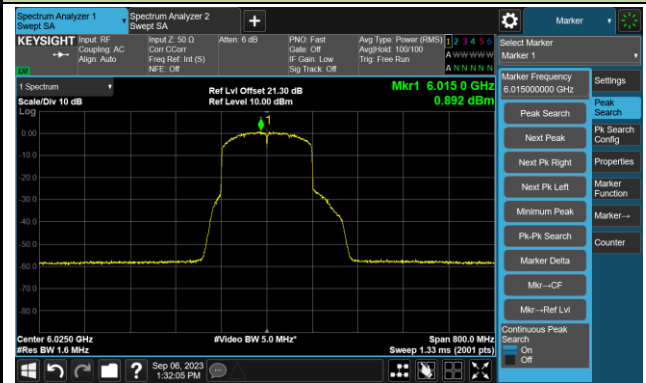 Spectrum Analyzer 1
Swept SA
Spectrum Analyzer 2
Swept SA
Marker
KEYSIGHT
Input: RF
Coupling: AC
Align: Auto
Input Z: 50 Ω
Corr CCorr
Freq Ref: Int (S)
NFE: Off
Atten: 6 dB
PNO: Fast
Gate: Off
IF Gain: Low
Sig Track: Off
Avg Type: Power (RMS)
Avg|Hold: 100/100
Trig: Free Run
1 2 3 4 5 6
A W W W W W
A N N N N N
Select Marker
Marker 1
LXI
1 Spectrum
Scale/Div 10 dB
Log
Ref Lvl Offset 21.30 dB
Ref Level 10.00 dBm
Mkr1 6.015 0 GHz
0.892 dBm
1
0.00
-10.0
-20.0
-30.0
-40.0
-50.0
-60.0
-70.0
-80.0
Center 6.0250 GHz
#Res BW 1.6 MHz
#Video BW 5.0 MHz*
Span 800.0 MHz
Sweep 1.33 ms (2001 pts)
Marker Frequency
6.015000000 GHz
Peak Search
Next Peak
Next Pk Right
Next Pk Left
Minimum Peak
Pk-Pk Search
Marker Delta
Mkr→CF
Mkr→Ref Lvl
Continuous Peak
Search
On
Off
Settings
Peak
Search
Pk Search
Config
Properties
Marker
Function
Marker→
Counter
Sep 06, 2023
1:32:05 PM